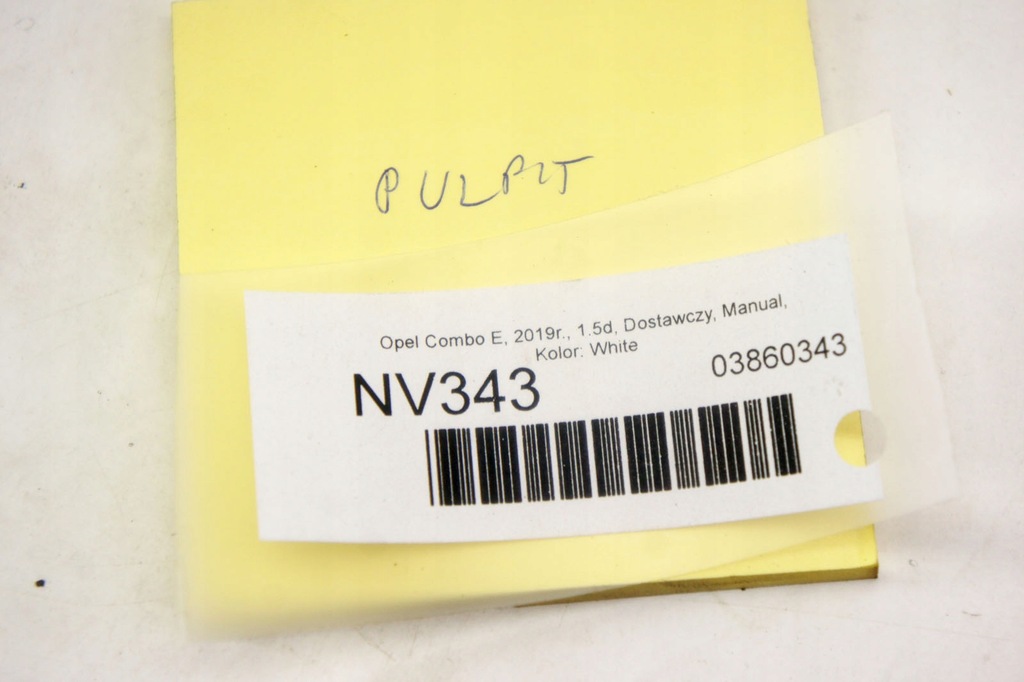 PULPIT
Opel Combo E, 2019r., 1.5d, Dostawczy, Manual,
Kolor: White
NV343
03860343